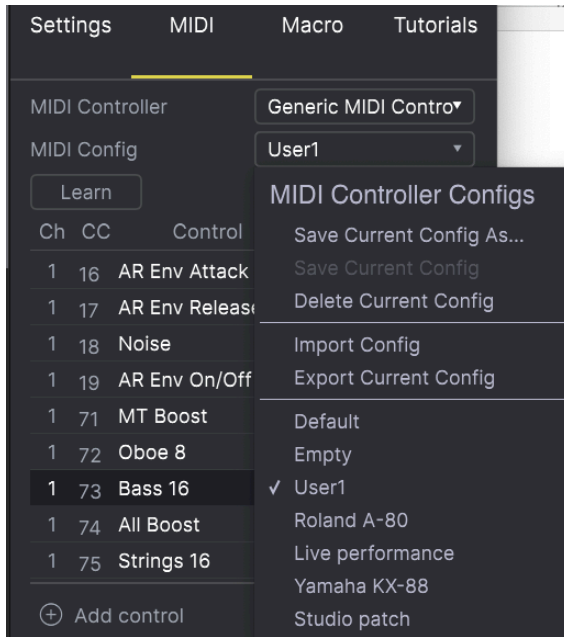 Settings MIDI Macro Tutorials
MIDI Controller Generic MIDI Contro
MIDI Config User1
Learn
MIDI Controller Configs
Save Current Config As...
Save Current Config
Delete Current Config
Import Config
Export Current Config
Default
Empty
✓ User1
Roland A-80
Live performance
Yamaha KX-88
Studio patch
Ch CC Control
1 16 AR Env Attack
1 17 AR Env Release
1 18 Noise
1 19 AR Env On/Off
1 71 MT Boost
1 72 Oboe 8
1 73 Bass 16
1 74 All Boost
1 75 Strings 16
Add control